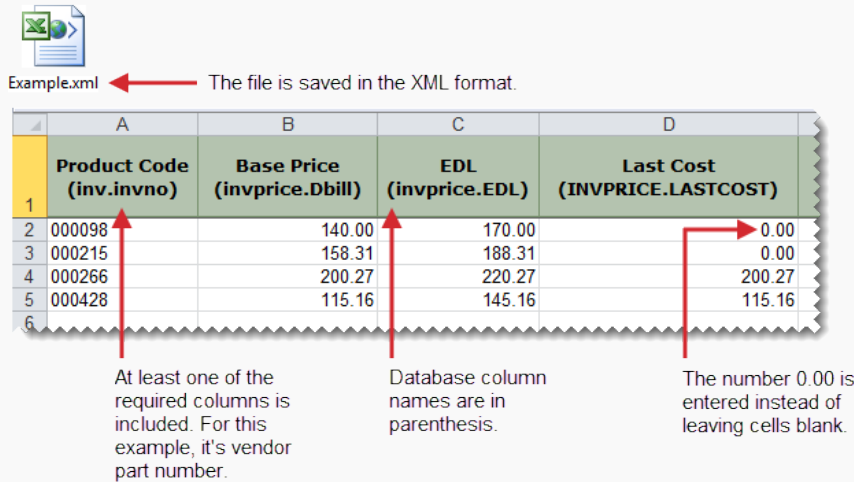 Example.xml
The file is saved in the XML format.
A B C D
1 Product Code Base Price EDL Last Cost
(inv.invno) (invprice.Dbill) (invprice.EDL) (INVPRICE.LASTCOST)
2 000098 140.00 170.00 0.00
3 000215 158.31 188.31 0.00
4 000266 200.27 220.27 200.27
5 000428 115.16 145.16 115.16
6
At least one of the
required columns is
included. For this
example, it's vendor
part number.
Database column
names are in
parenthesis.
The number 0.00 is
entered instead of
leaving cells blank.